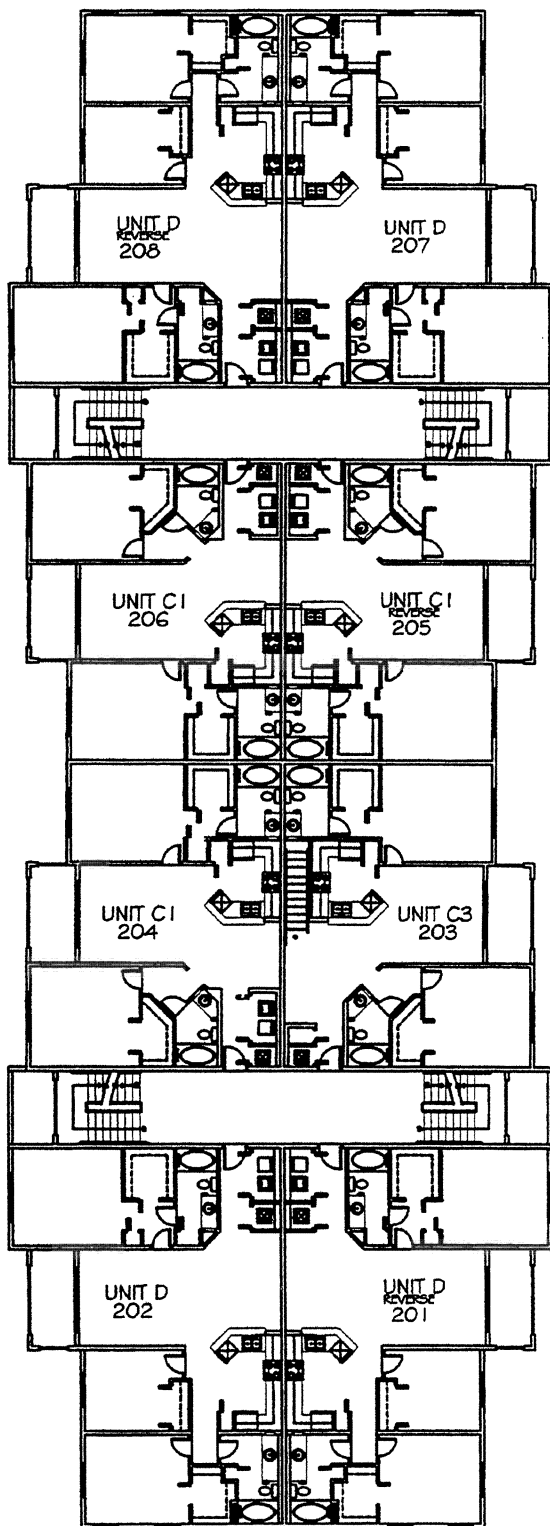 UNIT D
REVERSE
208
UNIT D
207
UNIT C1
206
UNIT C1
REVERSE
205
UNIT C1
204
UNIT C3
203
UNIT D
202
UNIT D
REVERSE
201